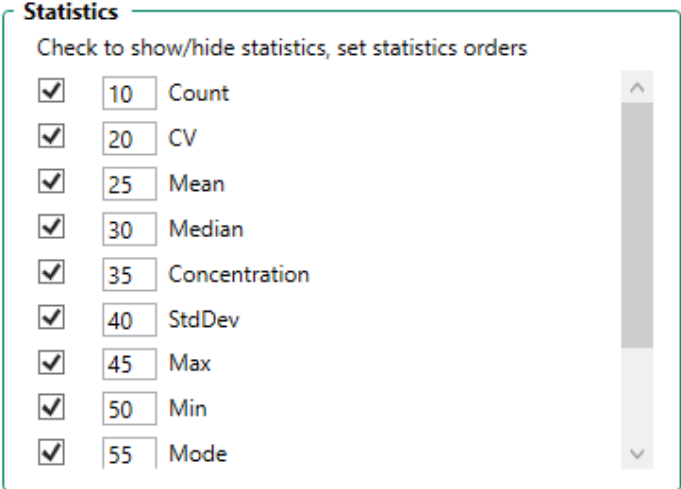 Statistics
Check to show/hide statistics, set statistics orders
10 Count
20 CV
25 Mean
30 Median
35 Concentration
40 StdDev
45 Max
50 Min
55 Mode